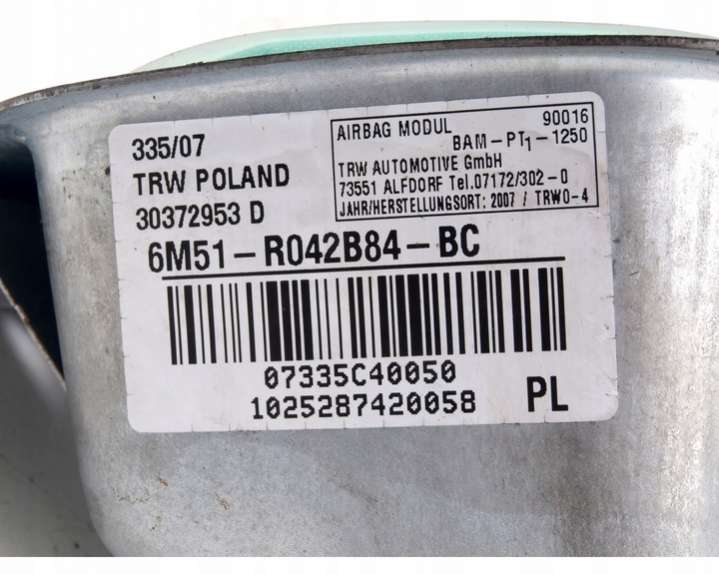 335/07
TRW POLAND
30372953 D
AIRBAG MODUL 90016
BAM-PT1-1250
TRW AUTOMOTIVE GmbH
73551 ALFDORF Tel.07172/302-0
JAHR/HERSTELLUNGSORT: 2007 / TRW0-4
6M51-R042B84-BC
07335C40050
1025287420058
PL